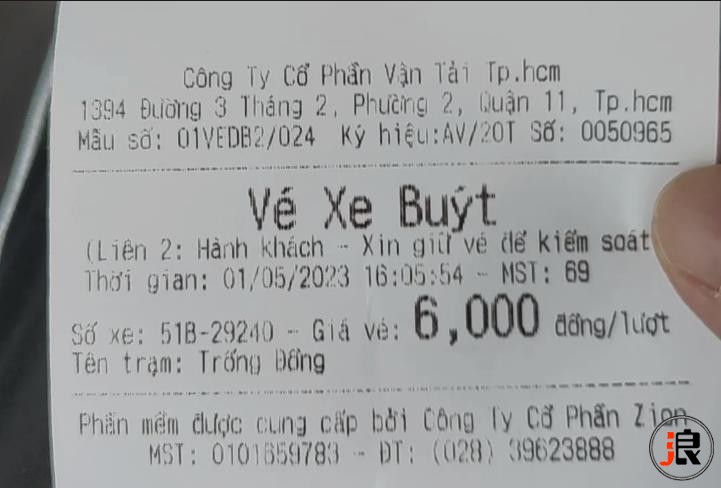 Công Ty Cổ Phần Vận Tải Tp.hcm
1394 Đường 3 Tháng 2, Phường 2, Quận 11, Tp.hcm
Mẫu số: 01VEDB2/024 Ký hiệu:AV/20T Số: 0050965
Vé Xe Buýt
(Liên 2: Hành khách - Xin giữ vé để kiểm soát
Thời gian: 01/05/2023 16:05:54 - MST: 69
Số xe: 51B-29240 - Giá vé: 6,000 đồng/lượt
Tên trạm: Trống Đồng
Phần mềm được cung cấp bởi Công Ty Cổ Phần Zion
MST: 0101659783 - ĐT: (028) 39623888
浪